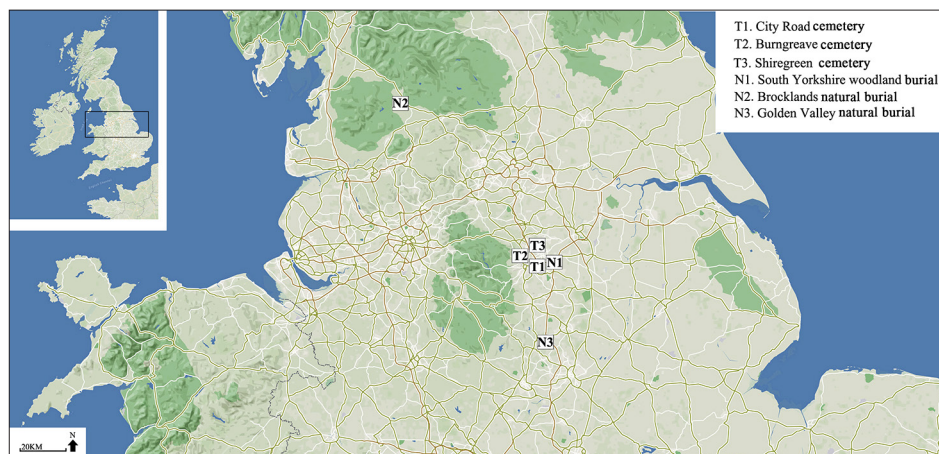 T1. City Road cemetery
T2. Burngreave cemetery
T3. Shiregreen cemetery
N1. South Yorkshire woodland burial
N2. Brocklands natural burial
N3. Golden Valley natural burial
N2
T3
T2
T1
N1
N3
20KM
N